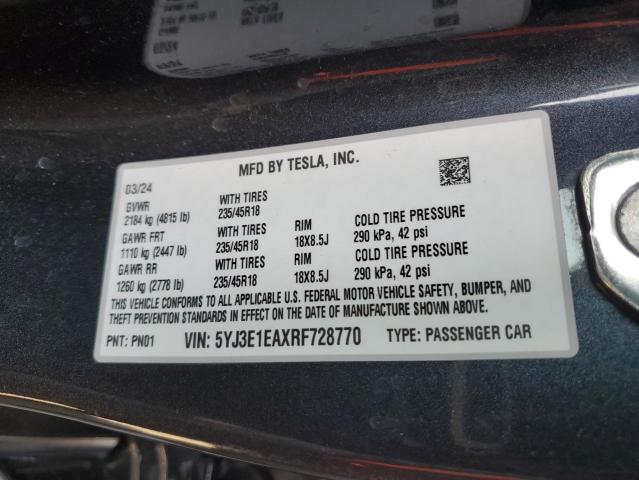 MFD BY TESLA, INC.
03/24
GVWR WITH TIRES
2184 kg (4815 lb) 235/45R18
GAWR FRT WITH TIRES RIM COLD TIRE PRESSURE
1110 kg (2447 lb) 235/45R18 18X8.5J 290 kPa, 42 psi
GAWR RR WITH TIRES RIM COLD TIRE PRESSURE
1260 kg (2778 lb) 235/45R18 18X8.5J 290 kPa, 42 psi
THIS VEHICLE CONFORMS TO ALL APPLICABLE U.S. FEDERAL MOTOR VEHICLE SAFETY, BUMPER, AND
THEFT PREVENTION STANDARDS IN EFFECT ON THE DATE OF MANUFACTURE SHOWN ABOVE.
PNT: PN01 VIN: 5YJ3E1EAXRF728770 TYPE: PASSENGER CAR